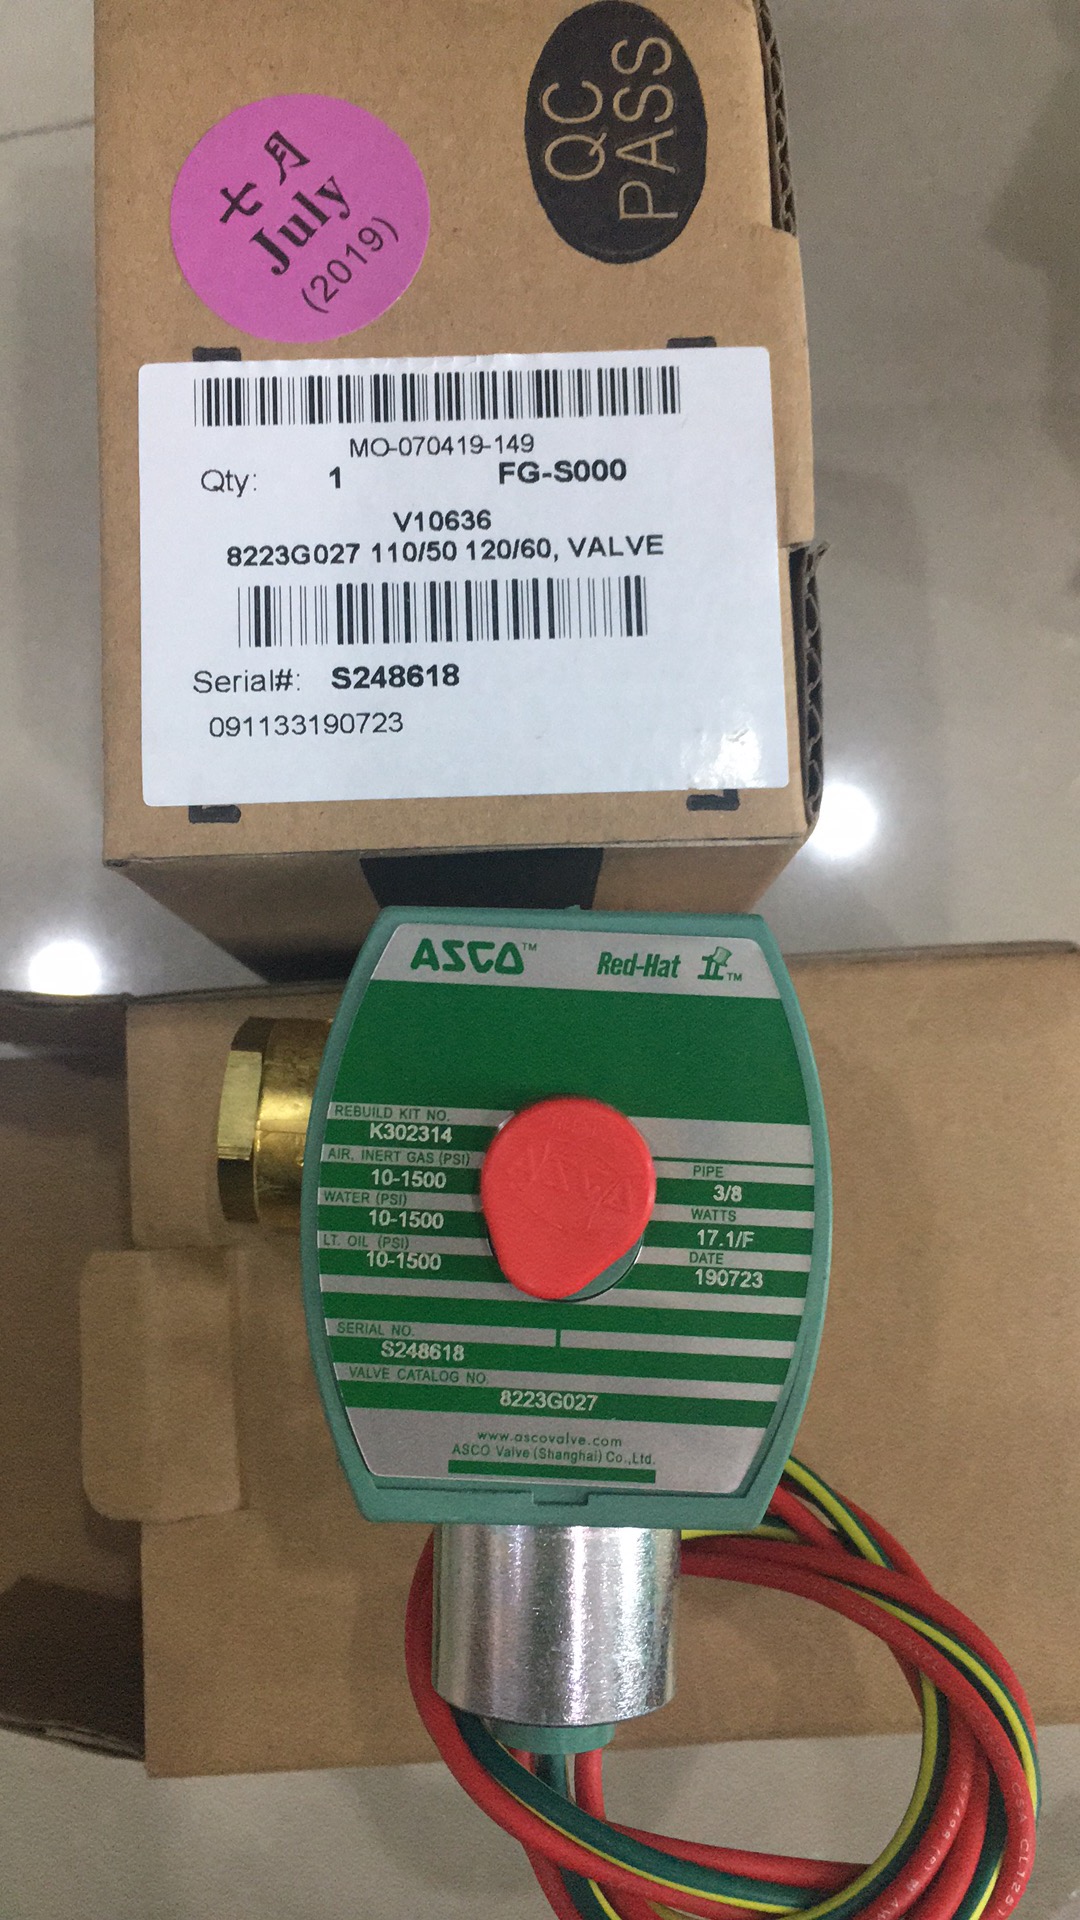 七月
July
(2019)
QC
PASS
MO-070419-149
Qty: 1 FG-S000
V10636
8223G027 110/50 120/60, VALVE
Serial#: S248618
091133190723
ASCO™ Red-Hat II™
REBUILD KIT NO.
K302314
AIR, INERT GAS (PSI)
10-1500
WATER (PSI)
10-1500
LT. OIL (PSI)
10-1500
PIPE
3/8
WATTS
17.1/F
DATE
190723
SERIAL NO.
S248618
VALVE CATALOG NO.
8223G027
www.ascovalve.com
ASCO Valve (Shanghai) Co.,Ltd.